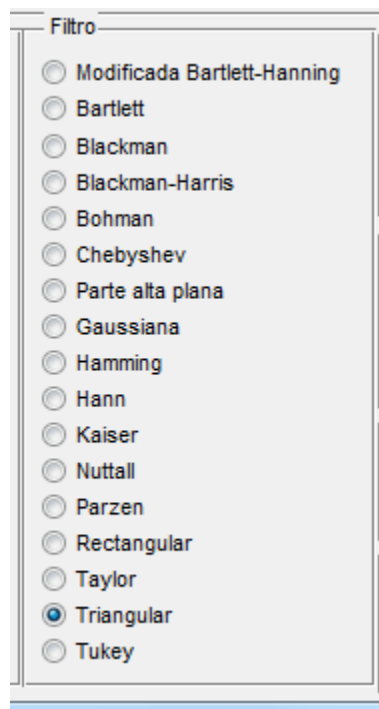 Filtro
Modificada Bartlett-Hanning
Bartlett
Blackman
Blackman-Harris
Bohman
Chebyshev
Parte alta plana
Gaussiana
Hamming
Hann
Kaiser
Nuttall
Parzen
Rectangular
Taylor
Triangular
Tukey